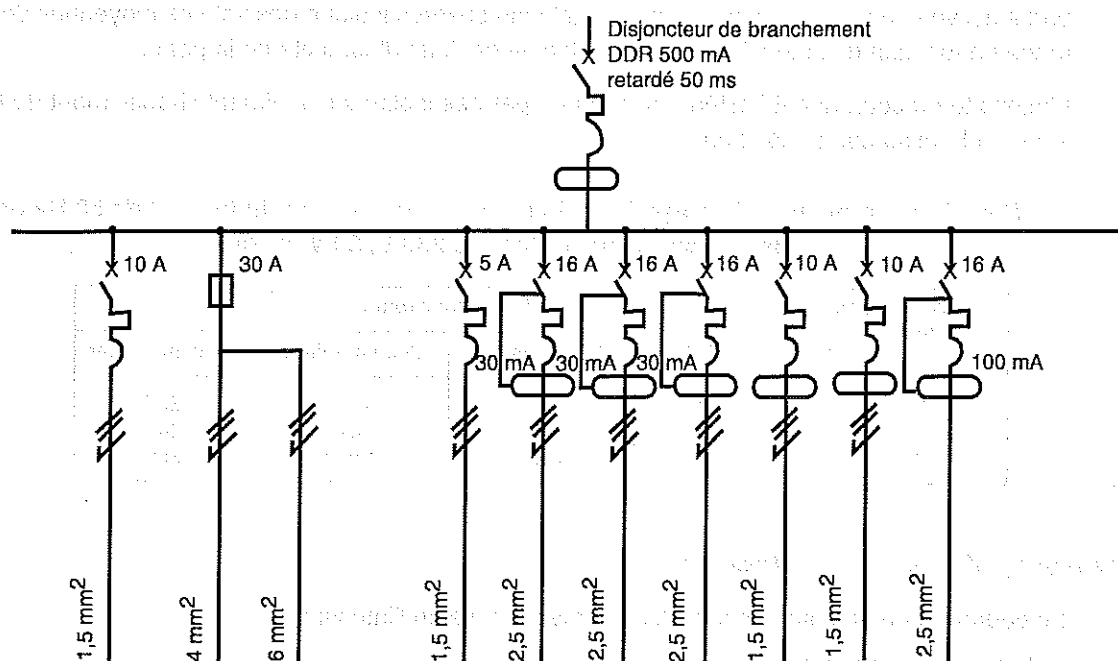 Disjoncteur de branchement
DDR 500 mA
retardé 50 ms
10 A
30 A
5 A
16 A
16 A
16 A
10 A
10 A
16 A
30 mA
30 mA
30 mA
100 mA
1,5 mm²
4 mm²
6 mm²
1,5 mm²
2,5 mm²
2,5 mm²
2,5 mm²
1,5 mm²
1,5 mm²
2,5 mm²